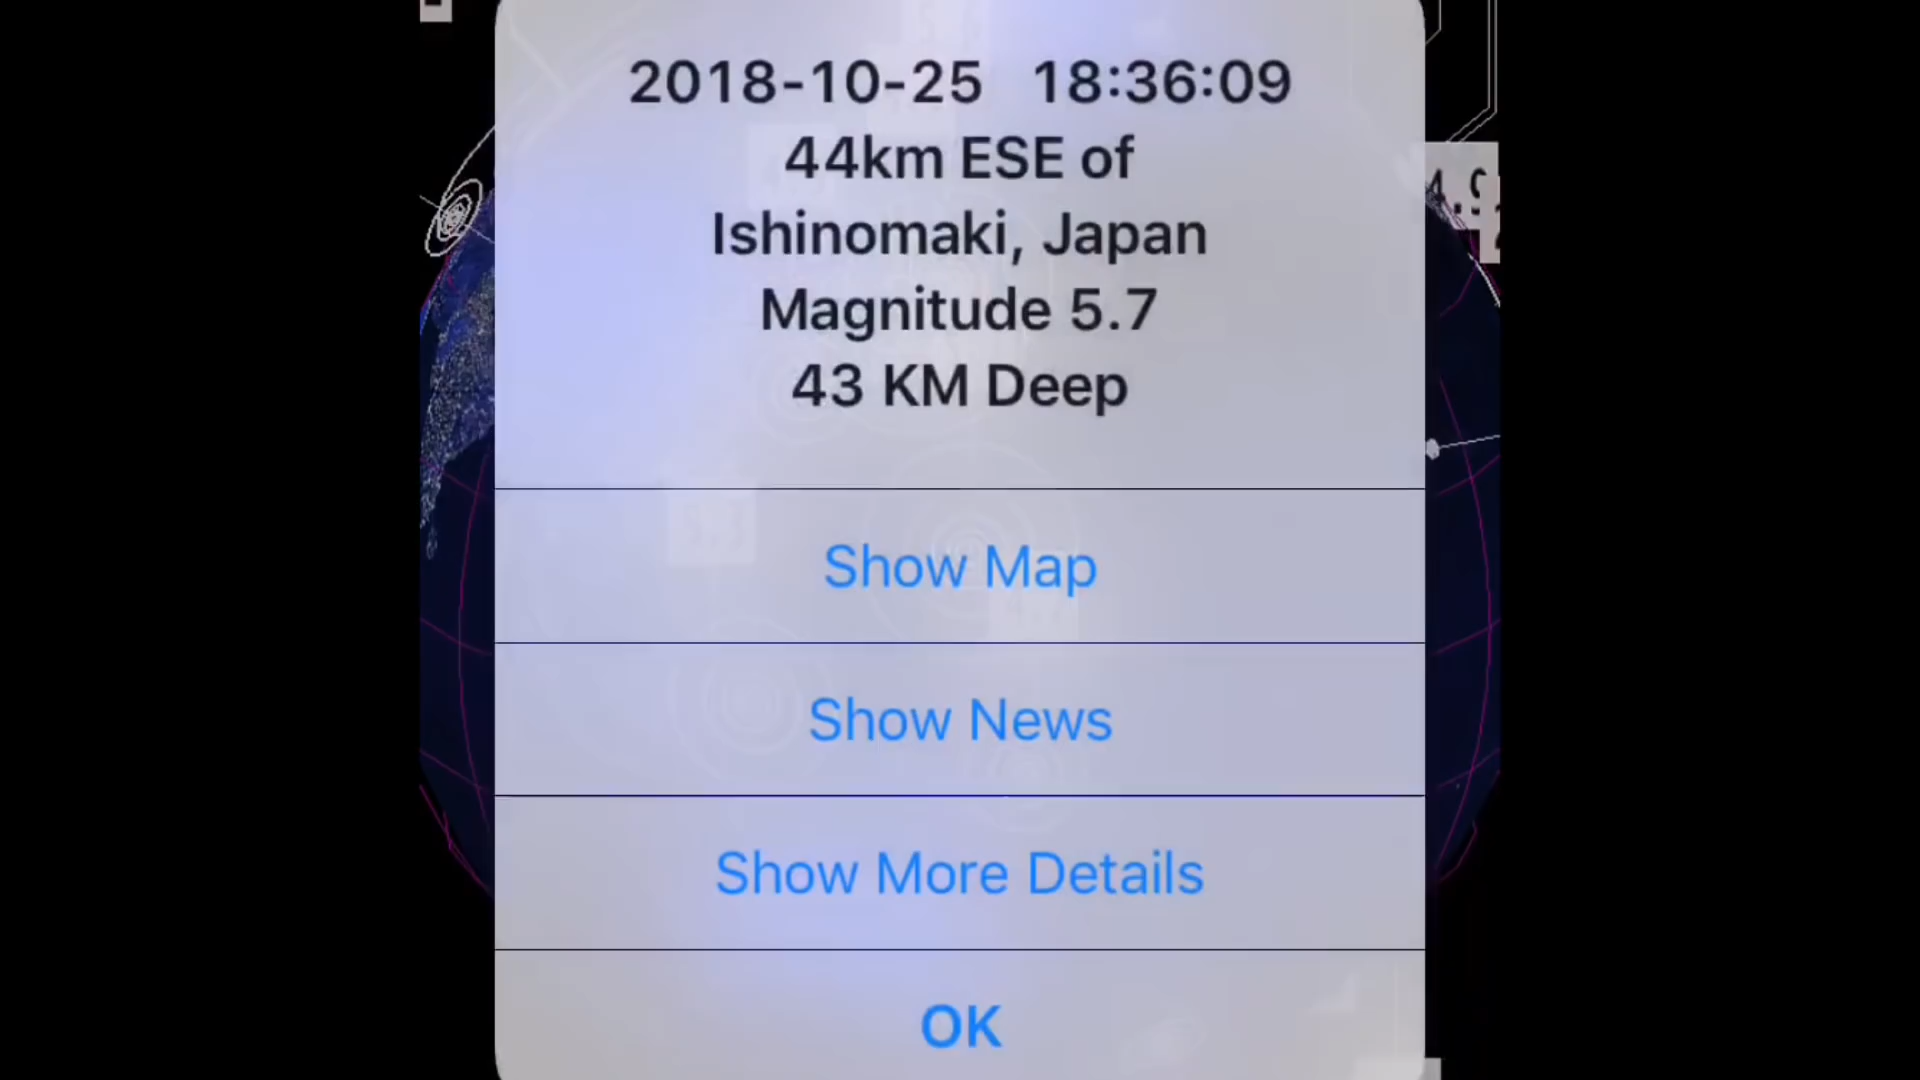 2018-10-25 18:36:09
44km ESE of
Ishinomaki, Japan
Magnitude 5.7
43 KM Deep
Show Map
Show News
Show More Details
OK